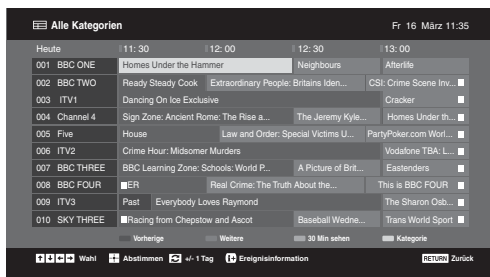 Alle Kategorien Fr 16 März 11:35
Heute 11:30 12:00 12:30 13:00
001 BBC ONE Homes Under the Hammer Neighbours Afterlife
002 BBC TWO Ready Steady Cook Extraordinary People: Britains Iden... CSI: Crime Scene Inv...
003 ITV1 Dancing On Ice Exclusive Cracker
004 Channel 4 Sign Zone: Ancient Rome: The Rise a... The Jeremy Kyle... Homes Under th...
005 Five House Law and Order: Special Victims U... PartyPoker.com Worl...
006 ITV2 Crime Hour: Midsomer Murders Vodafone TBA: L...
007 BBC THREE BBC Learning Zone: Schools: World P... A Picture of Brit... Eastenders
008 BBC FOUR ER Real Crime: The Truth About the... This is BBC FOUR
009 ITV3 Past Everybody Loves Raymond The Sharon Osb...
010 SKY THREE Racing from Chepstow and Ascot Baseball Wedne... Trans World Sport
Vorherige Weitere 30 Min sehen Kategorie
Wahl Abstimmen +/- 1 Tag Ereignisinformation RETURN Zurück